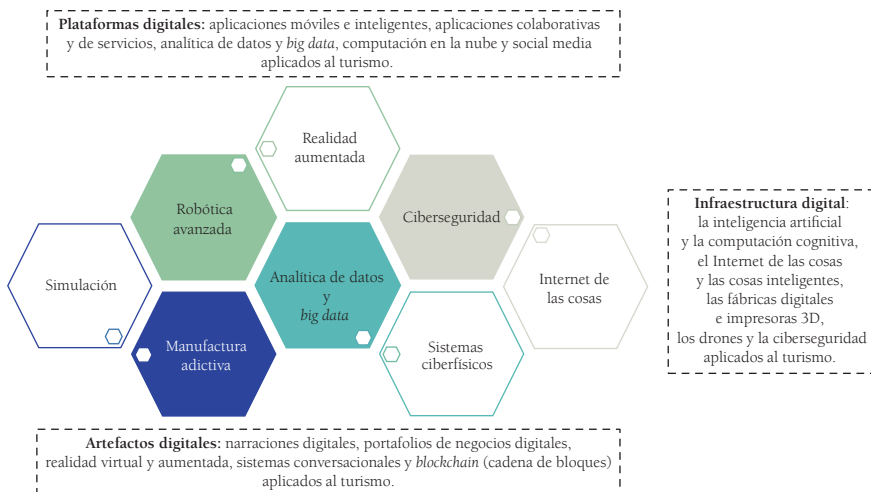 Plataformas digitales: aplicaciones móviles e inteligentes, aplicaciones colaborativas
y de servicios, analítica de datos y big data, computación en la nube y social media
aplicados al turismo.
Realidad
aumentada
Robótica
avanzada
Ciberseguridad
Simulación
Analítica de datos
y
big data
Internet de
las cosas
Manufactura
adictiva
Sistemas
ciberfísicos
Infraestructura digital:
la inteligencia artificial
y la computación cognitiva,
el Internet de las cosas
y las cosas inteligentes,
las fábricas digitales
e impresoras 3D,
los drones y la ciberseguridad
aplicados al turismo.
Artefactos digitales: narraciones digitales, portafolios de negocios digitales,
realidad virtual y aumentada, sistemas conversacionales y blockchain (cadena de bloques)
aplicados al turismo.